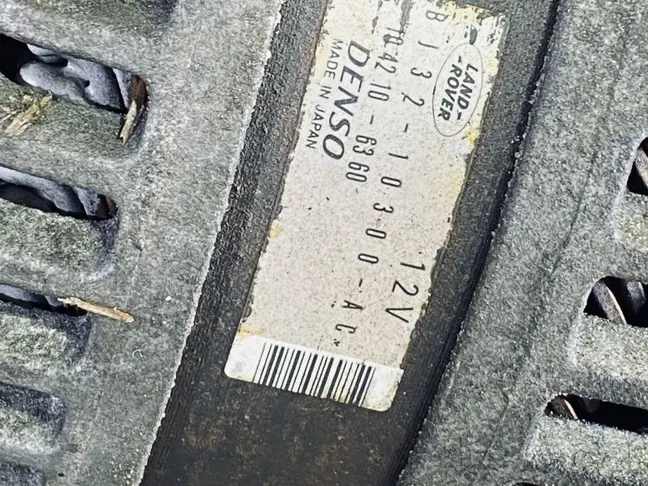 LAND-
ROVER
12V
BJ32-10300-AC
104210-6360
DENSO
MADE IN JAPAN